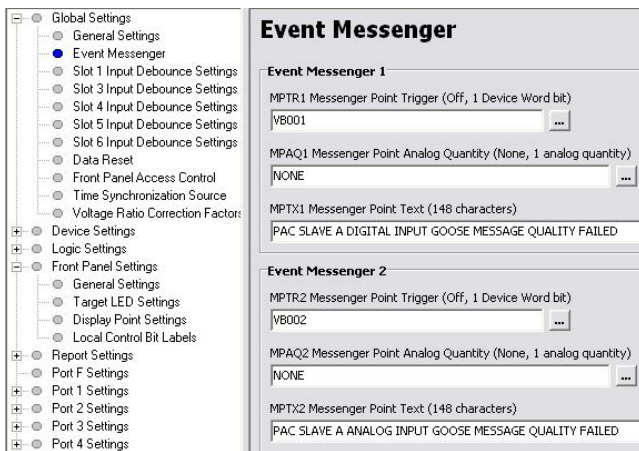 Global Settings
General Settings
Event Messenger
Slot 1 Input Debounce Settings
Slot 3 Input Debounce Settings
Slot 4 Input Debounce Settings
Slot 5 Input Debounce Settings
Slot 6 Input Debounce Settings
Data Reset
Front Panel Access Control
Time Synchronization Source
Voltage Ratio Correction Factors
Device Settings
Logic Settings
Front Panel Settings
General Settings
Target LED Settings
Display Point Settings
Local Control Bit Labels
Report Settings
Port F Settings
Port 1 Settings
Port 2 Settings
Port 3 Settings
Port 4 Settings
Event Messenger
Event Messenger 1
MPTR1 Messenger Point Trigger (Off, 1 Device Word bit)
VB001
...
MPAQ1 Messenger Point Analog Quantity (None, 1 analog quantity)
NONE
...
MPTX1 Messenger Point Text (148 characters)
PAC SLAVE A DIGITAL INPUT GOOSE MESSAGE QUALITY FAILED
Event Messenger 2
MPTR2 Messenger Point Trigger (Off, 1 Device Word bit)
VB002
...
MPAQ2 Messenger Point Analog Quantity (None, 1 analog quantity)
NONE
...
MPTX2 Messenger Point Text (148 characters)
PAC SLAVE A ANALOG INPUT GOOSE MESSAGE QUALITY FAILED